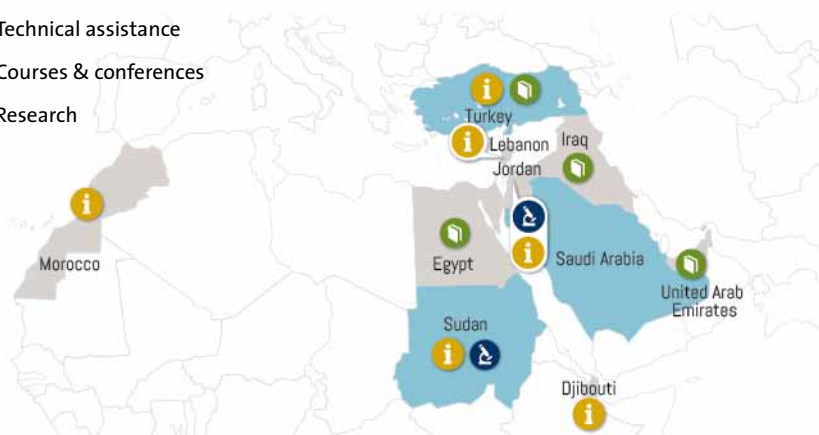 Technical assistance
Courses & conferences
Research
Turkey
Lebanon
Iraq
Jordan
Morocco
Egypt
Saudi Arabia
United Arab
Emirates
Sudan
Djibouti